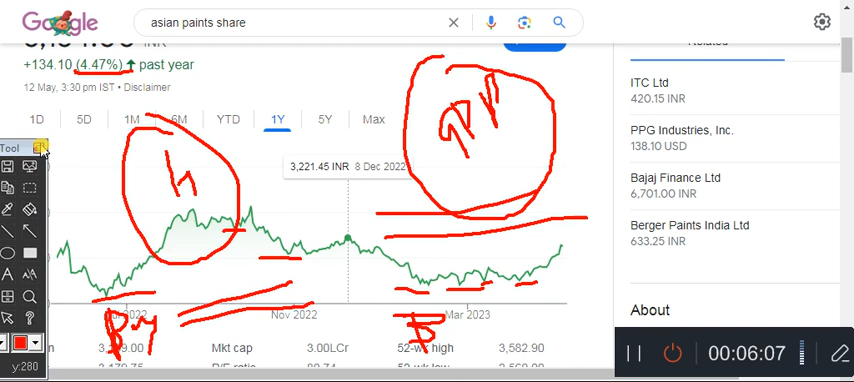 Google
asian paints share
INR
+134.10 (4.47%) past year
12 May, 3:30 pm IST • Disclaimer
1D 5D 1M 6M YTD 1Y 5Y Max
Tool
3,221.45 INR 8 Dec 2022
Nov 2022 Mar 2023
Mkt cap 3.00LCr 52-wk high 3,582.90
Related
ITC Ltd
420.15 INR
PPG Industries, Inc.
138.10 USD
Bajaj Finance Ltd
6,701.00 INR
Berger Paints India Ltd
633.25 INR
About
00:06:07
y:280